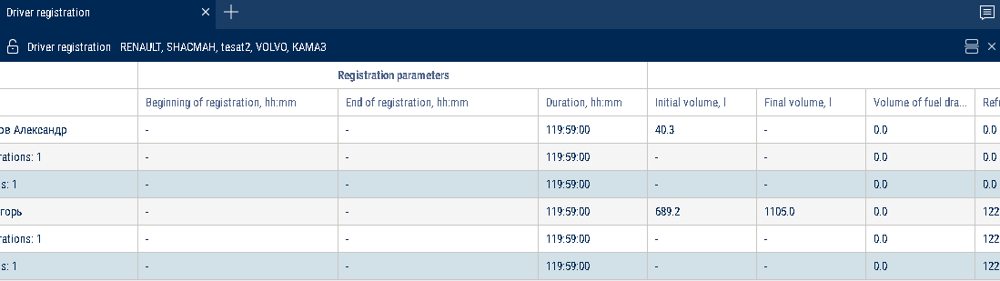 Driver registration
Driver registration RENAULT, SHACMAH, tesat2, VOLVO, КАМАЗ
Registration parameters
Beginning of registration, hh:mm End of registration, hh:mm Duration, hh:mm Initial volume, l Final volume, l Volume of fuel dra... Refu
ов Александр - - 119:59:00 40.3 - 0.0 0.0
rations: 1 - - 119:59:00 - - 0.0 0.0
s: 1 - - 119:59:00 - - 0.0 0.0
горь - - 119:59:00 689.2 1105.0 0.0 122
rations: 1 - - 119:59:00 - - 0.0 122
s: 1 - - 119:59:00 - - 0.0 122